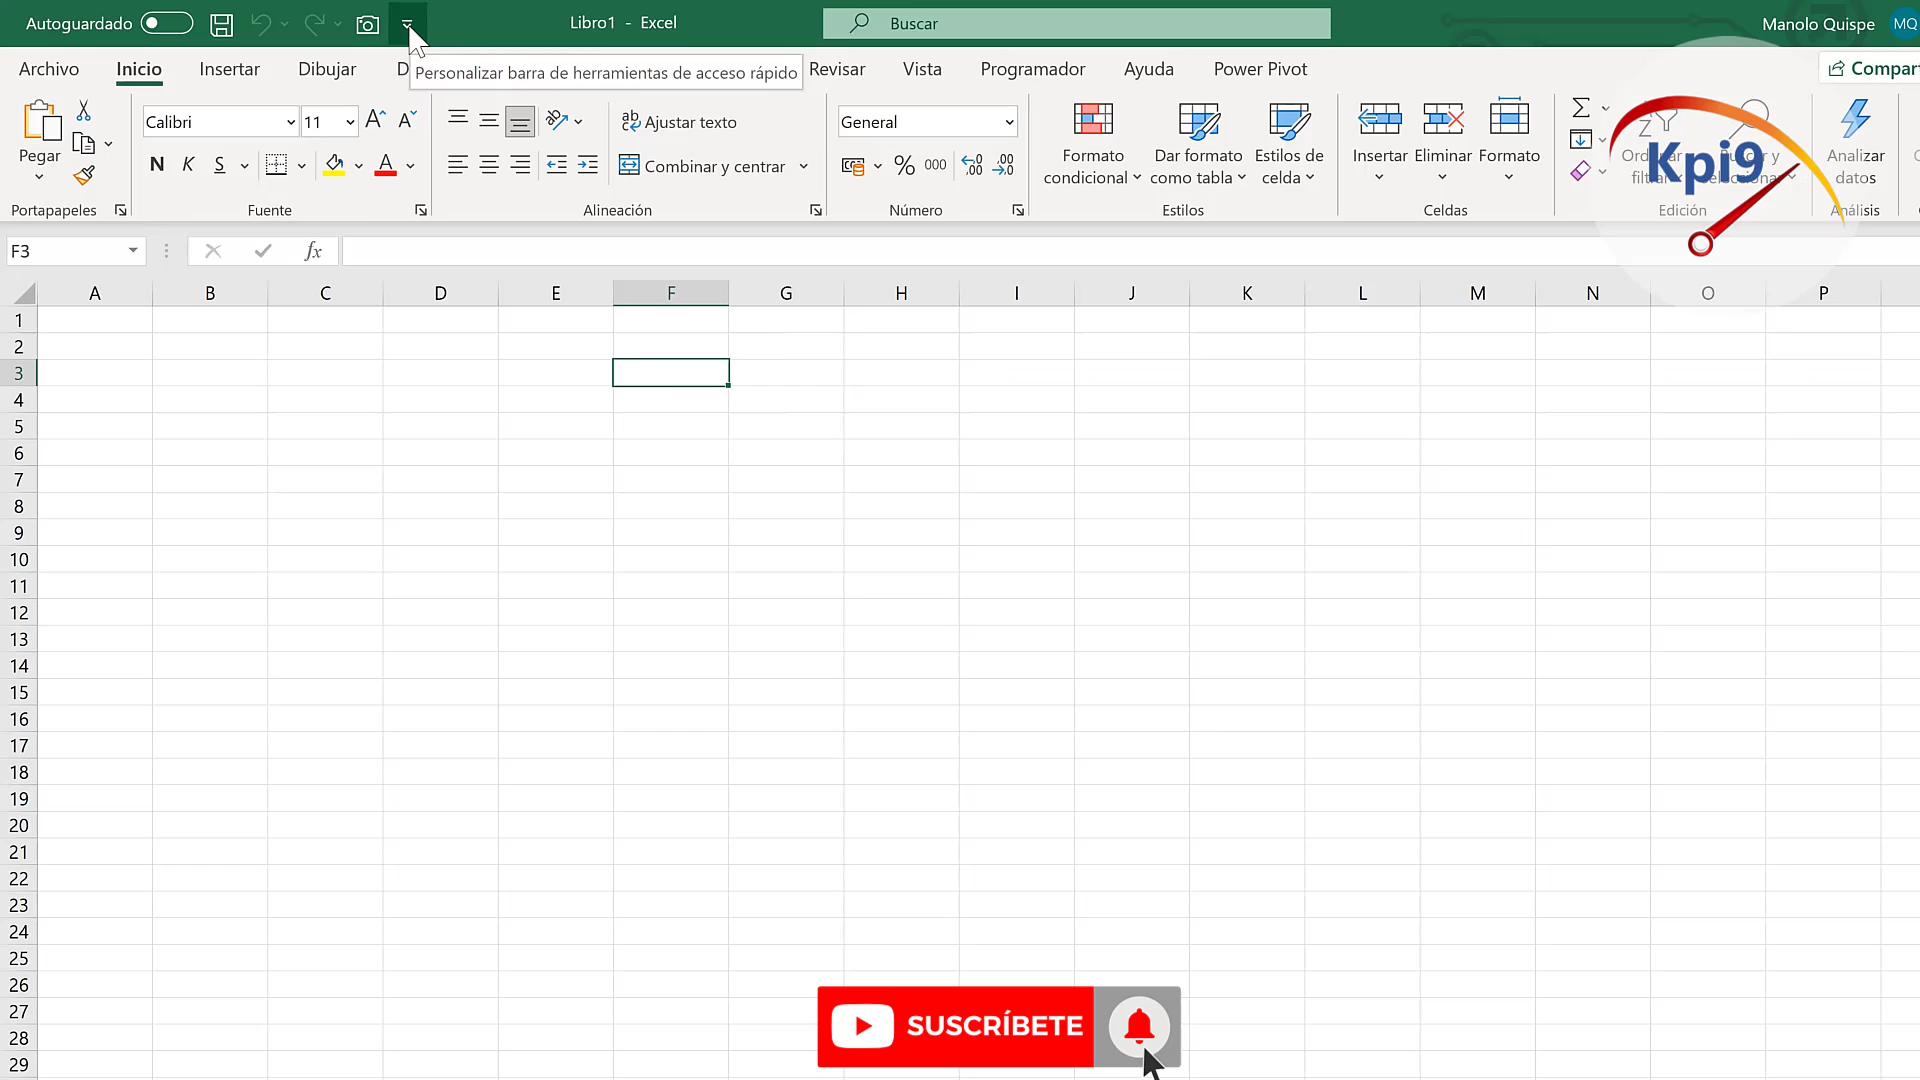 Autoguardado
Libro1 - Excel
Buscar
Manolo Quispe
MQ
Archivo Inicio Insertar Dibujar D Revisar Vista Programador Ayuda Power Pivot
Personalizar barra de herramientas de acceso rápido
Compart
Pegar
Portapapeles
Calibri 11
N K S
A
Fuente
Ajustar texto
Combinar y centrar
Alineación
General
% 000
Número
Formato condicional
Dar formato como tabla
Estilos de celda
Estilos
Insertar Eliminar Formato
Celdas
Ordenar
filtrar
Buscar y
seleccionar
Edición
Analizar datos
Análisis
Kpi9
F3
fx
A B C D E F G H I J K L M N O P
1
2
3
4
5
6
7
8
9
10
11
12
13
14
15
16
17
18
19
20
21
22
23
24
25
26
27
28
29
SUSCRÍBETE